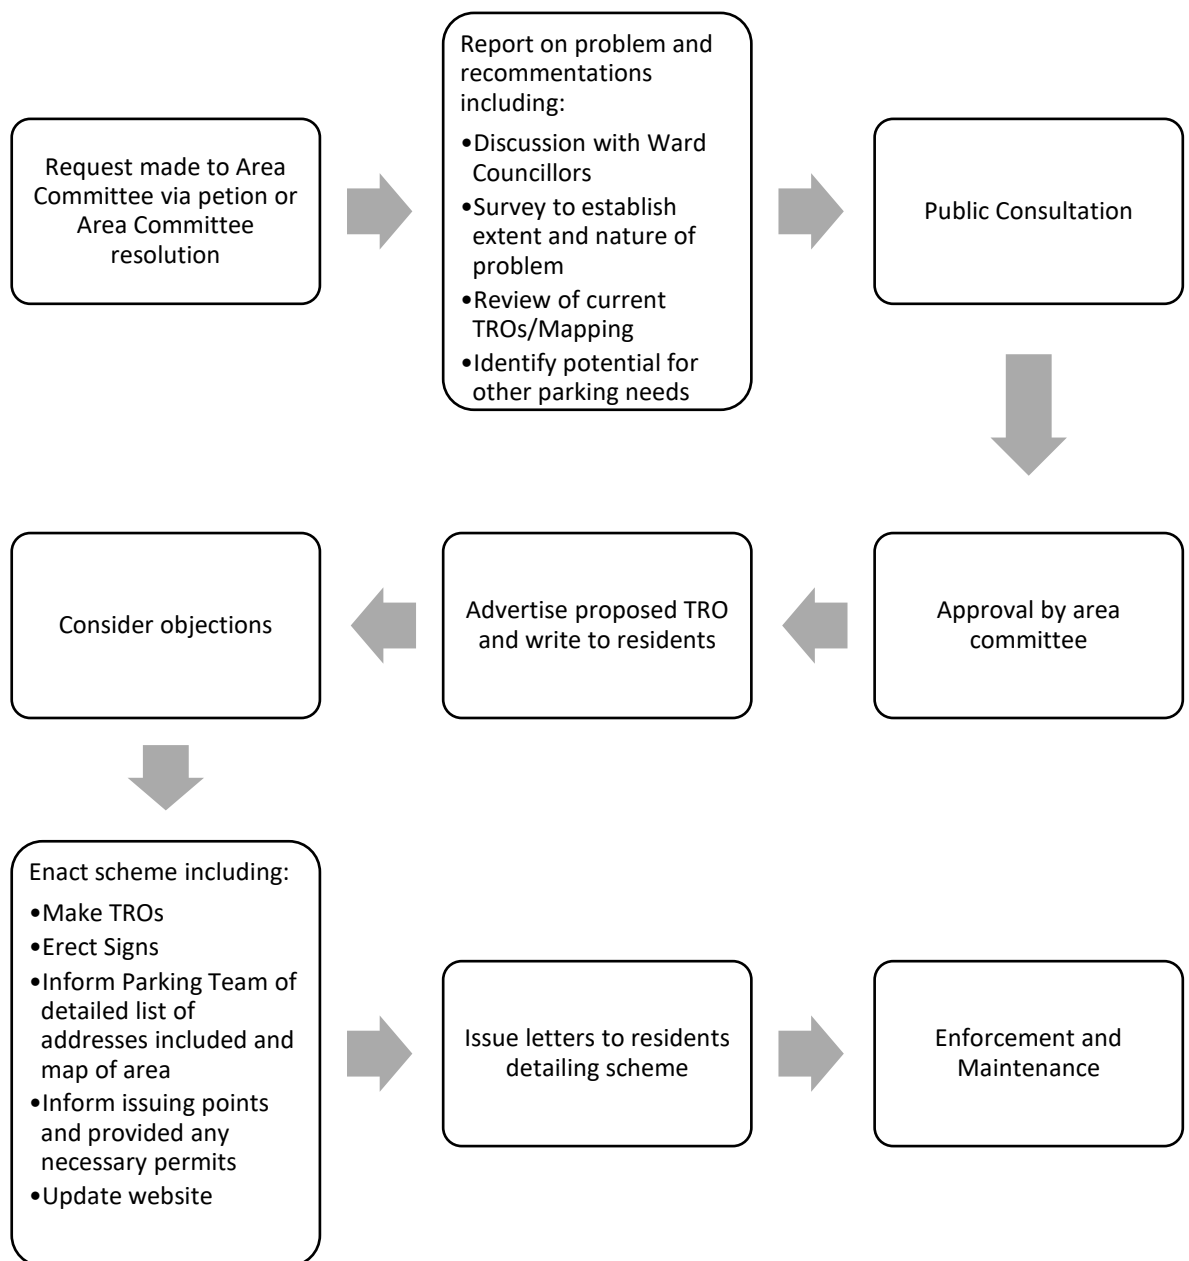 Request made to Area
Committee via petion or
Area Committee
resolution
Report on problem and
recommentations
including:
•Discussion with Ward
Councillors
•Survey to establish
extent and nature of
problem
•Review of current
TROs/Mapping
•Identify potential for
other parking needs
Public Consultation
Approval by area
committee
Advertise proposed TRO
and write to residents
Consider objections
Enact scheme including:
•Make TROs
•Erect Signs
•Inform Parking Team of
detailed list of
addresses included and
map of area
•Inform issuing points
and provided any
necessary permits
•Update website
Issue letters to residents
detailing scheme
Enforcement and
Maintenance